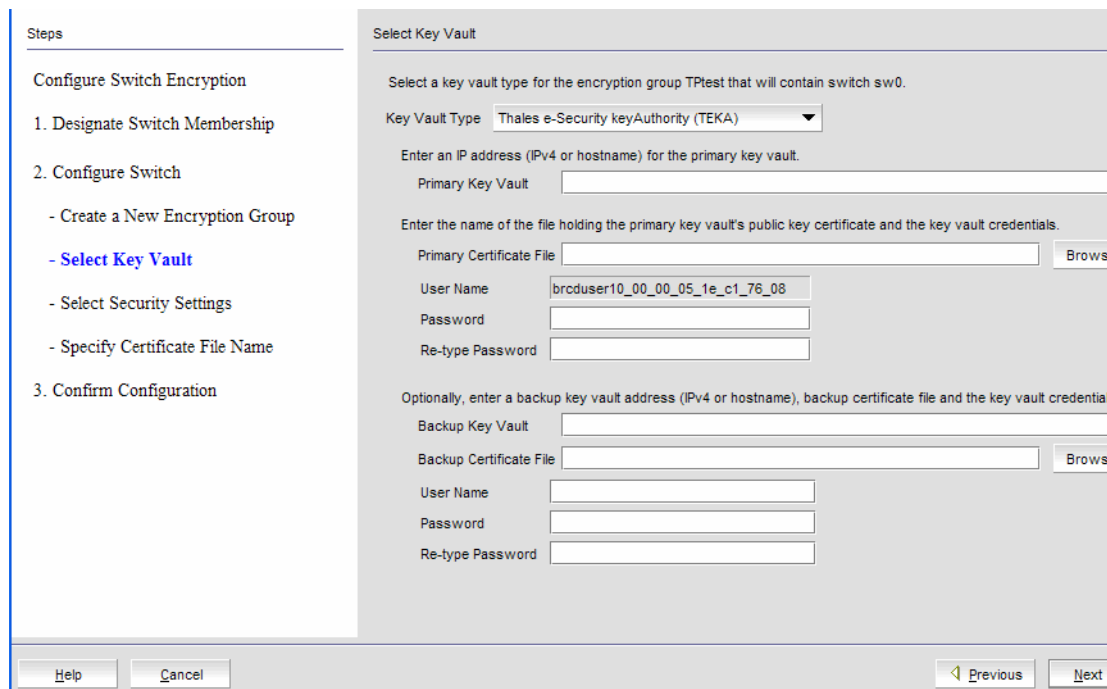 Steps
Configure Switch Encryption
1. Designate Switch Membership
2. Configure Switch
- Create a New Encryption Group
- Select Key Vault
- Select Security Settings
- Specify Certificate File Name
3. Confirm Configuration
Select Key Vault
Select a key vault type for the encryption group TPtest that will contain switch sw0.
Key Vault Type Thales e-Security keyAuthority (TEKA)
Enter an IP address (IPv4 or hostname) for the primary key vault.
Primary Key Vault
Enter the name of the file holding the primary key vault's public key certificate and the key vault credentials.
Primary Certificate File Brows
User Name brcduser10_00_00_05_1e_c1_76_08
Password
Re-type Password
Optionally, enter a backup key vault address (IPv4 or hostname), backup certificate file and the key vault credential
Backup Key Vault
Backup Certificate File Brows
User Name
Password
Re-type Password
Help Cancel Previous Next